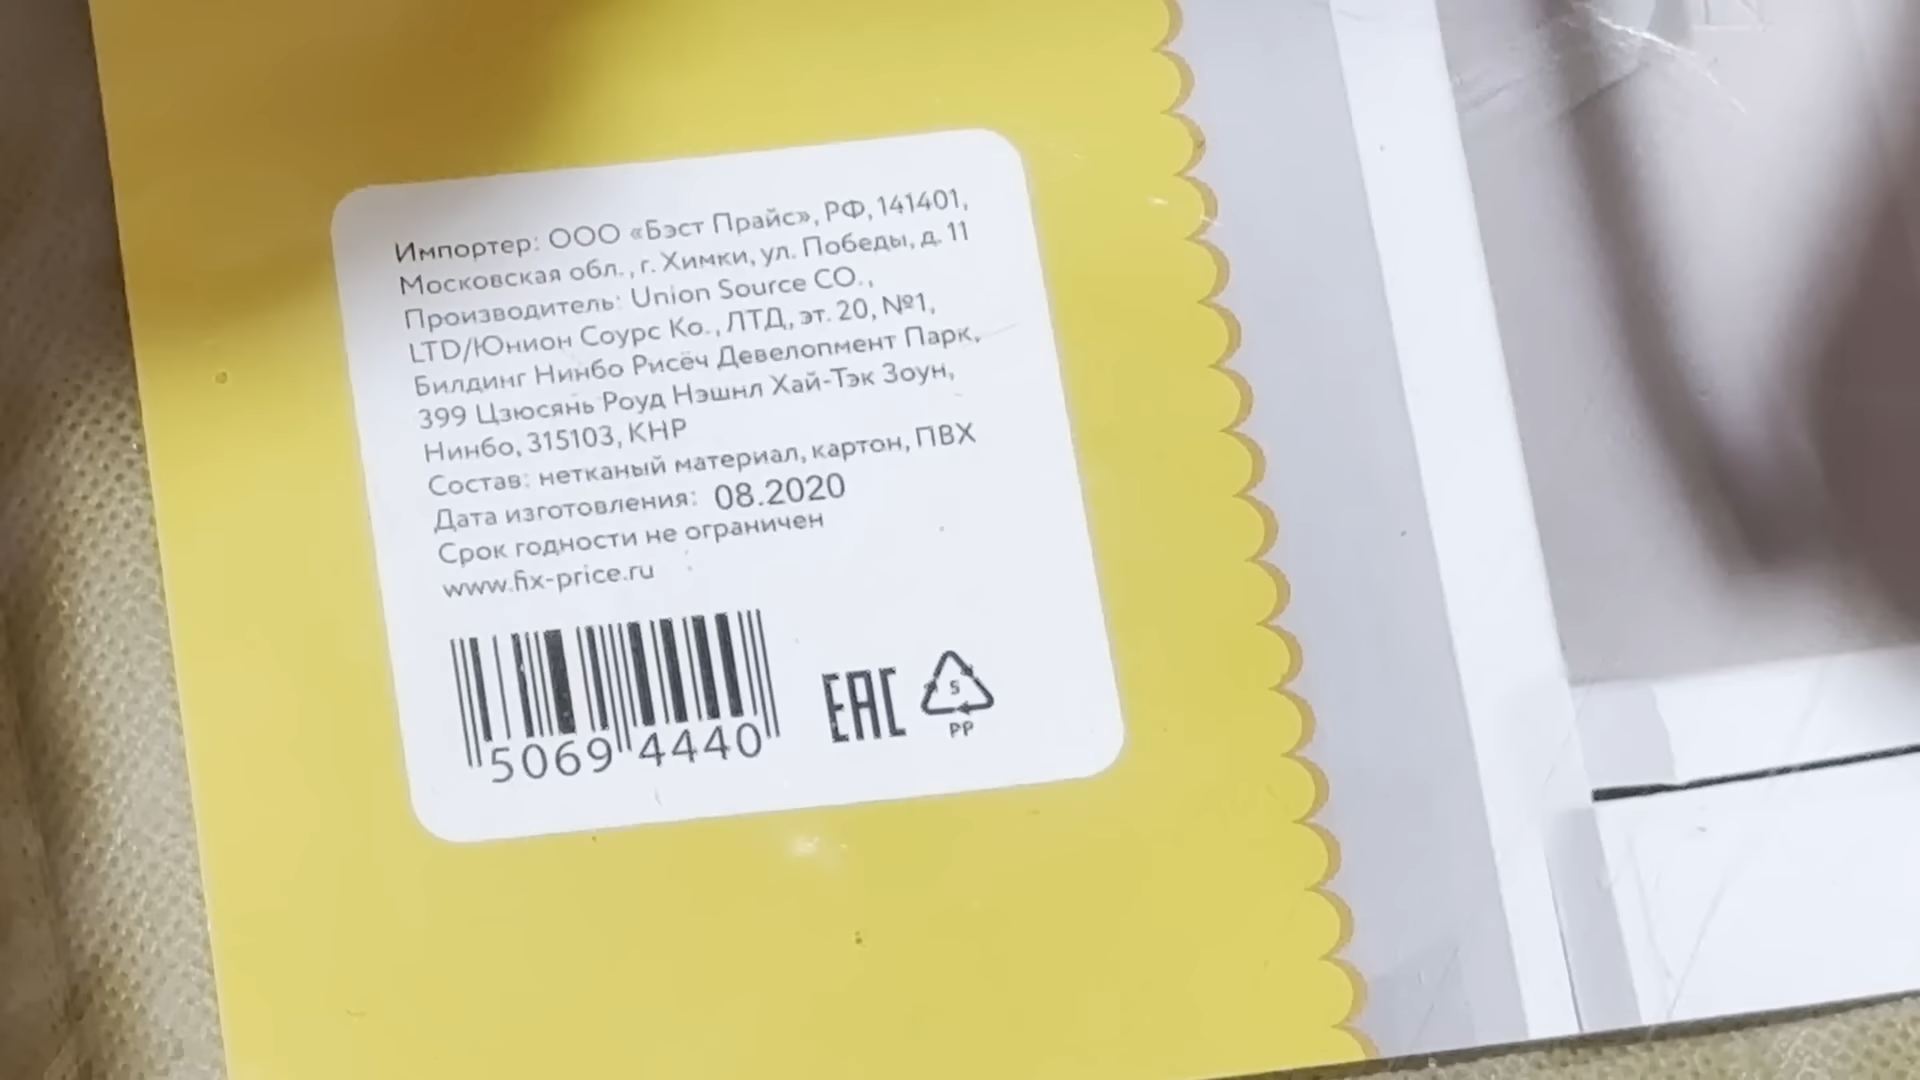 Импортер: ООО «Бэст Прайс», РФ, 141401,
Московская обл., г. Химки, ул. Победы, д. 11
Производитель: Union Source CO.,
LTD/Юнион Соурс Ко., ЛТД, эт. 20, №1,
Билдинг Нинбо Рисёч Девелопмент Парк,
399 Цзюсянь Роуд Нэшнл Хай-Тэк Зоун,
Нинбо, 315103, КНР
Состав: нетканый материал, картон, ПВХ
Дата изготовления: 08.2020
Срок годности не ограничен
www.fix-price.ru
5069 4440
EAC
5
PP